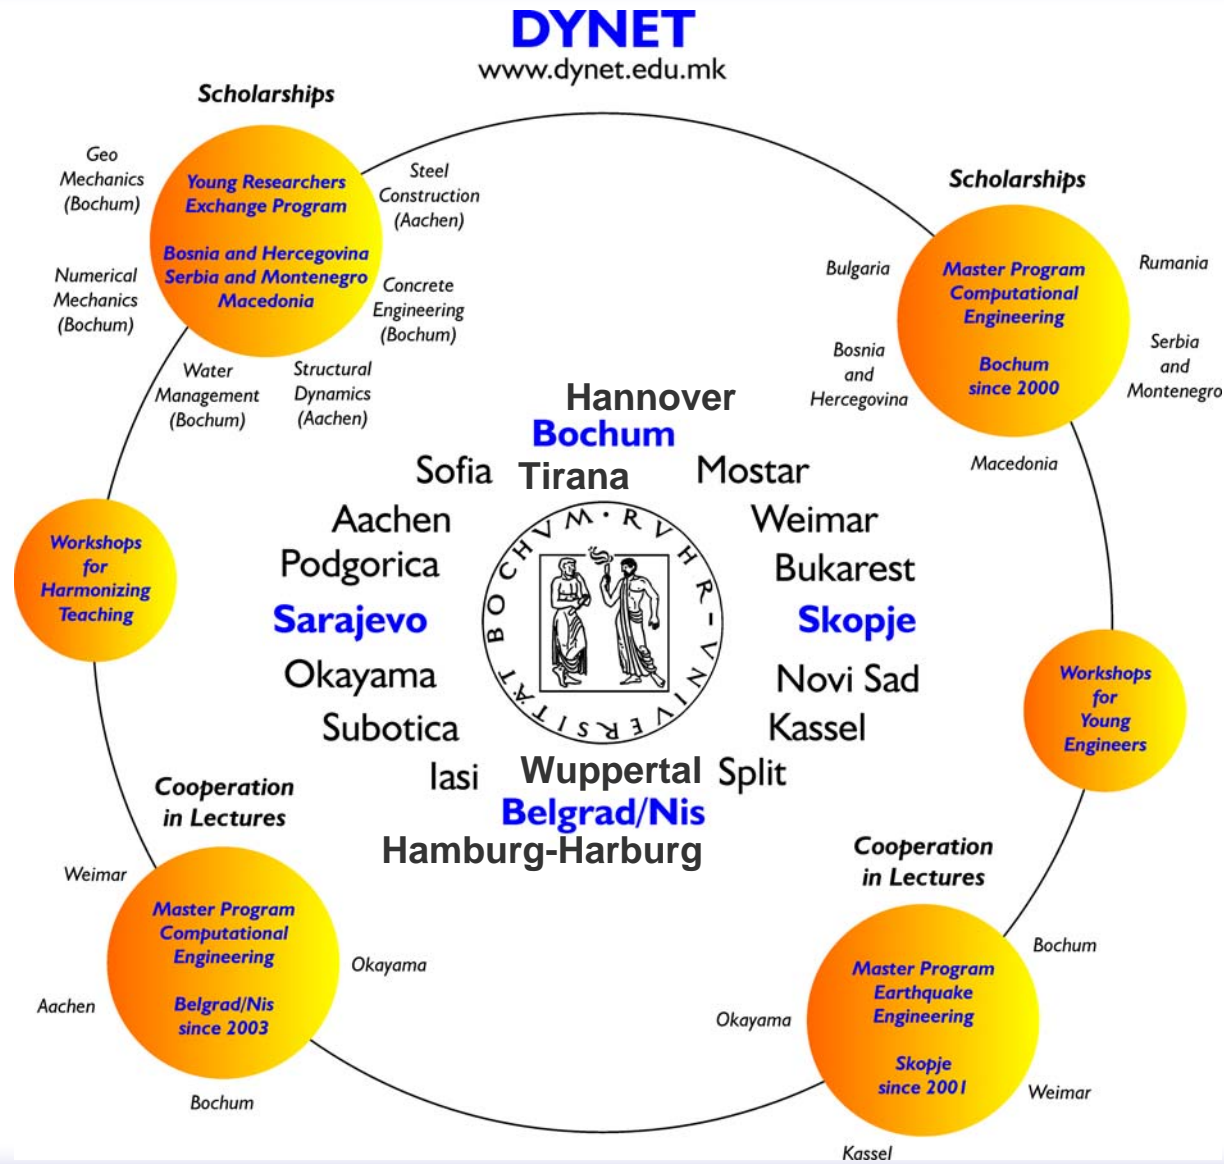 DYNET
www.dynet.edu.mk
Scholarships
Geo
Mechanics
(Bochum)
Young Researchers
Exchange Program
Bosnia and Hercegovina
Serbia and Montenegro
Macedonia
Steel
Construction
(Aachen)
Numerical
Mechanics
(Bochum)
Concrete
Engineering
(Bochum)
Water
Management
(Bochum)
Structural
Dynamics
(Aachen)
Scholarships
Bulgaria
Master Program
Computational
Engineering
Bochum
since 2000
Rumania
Bosnia
and
Hercegovina
Serbia
and
Montenegro
Macedonia
Hannover
Bochum
Sofia
Tirana
Mostar
Aachen
Weimar
Podgorica
Bukarest
Sarajevo
Skopje
Okayama
Novi Sad
Subotica
Kassel
Iasi
Wuppertal
Split
Belgrad/Nis
Hamburg-Harburg
RVHR-VNIVERSITÄT BOCHVM
Workshops
for
Harmonizing
Teaching
Workshops
for
Young
Engineers
Cooperation
in Lectures
Weimar
Master Program
Computational
Engineering
Belgrad/Nis
since 2003
Okayama
Aachen
Bochum
Cooperation
in Lectures
Bochum
Master Program
Earthquake
Engineering
Skopje
since 2001
Okayama
Weimar
Kassel